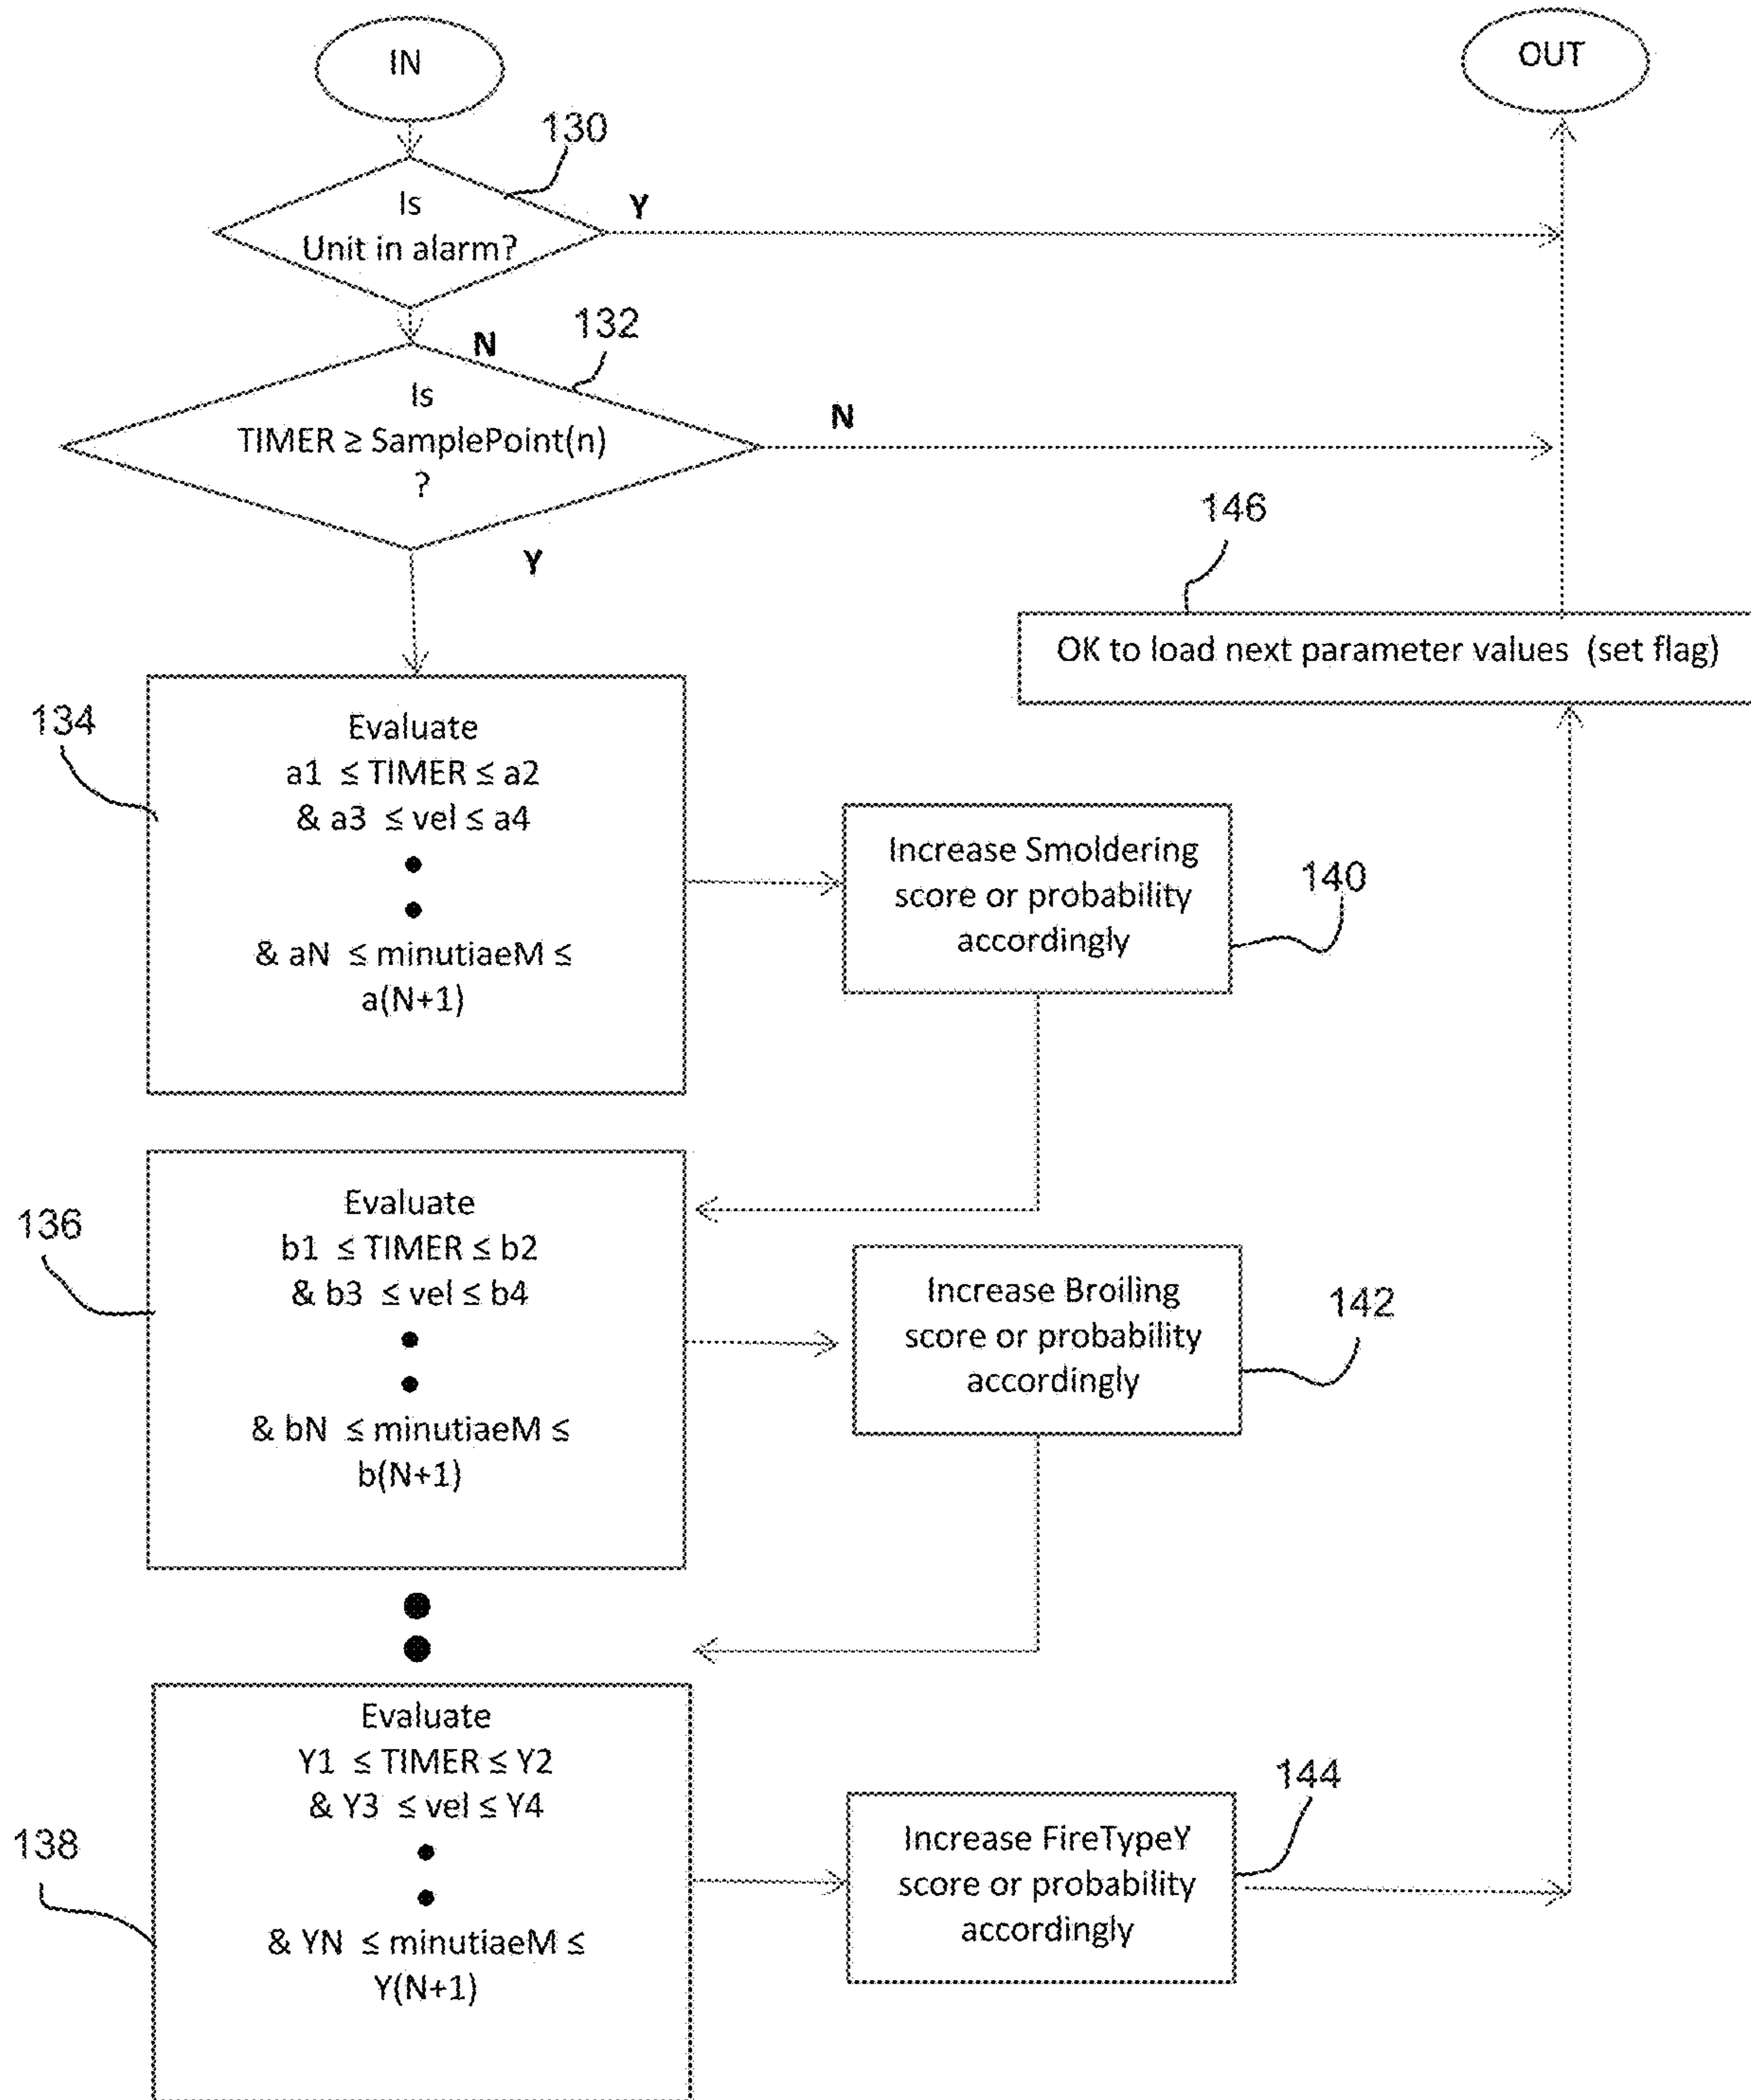 IN
OUT
130
Is
Unit in alarm?
Y
N
132
Is
TIMER ≥ SamplePoint(n)
?
N
Y
146
OK to load next parameter values (set flag)
134
Evaluate
a1 ≤ TIMER ≤ a2
& a3 ≤ vel ≤ a4
& aN ≤ minutiaeM ≤
a(N+1)
Increase Smoldering
score or probability
accordingly
140
136
Evaluate
b1 ≤ TIMER ≤ b2
& b3 ≤ vel ≤ b4
& bN ≤ minutiaeM ≤
b(N+1)
Increase Broiling
score or probability
accordingly
142
138
Evaluate
Y1 ≤ TIMER ≤ Y2
& Y3 ≤ vel ≤ Y4
& YN ≤ minutiaeM ≤
Y(N+1)
Increase FireTypeY
score or probability
accordingly
144